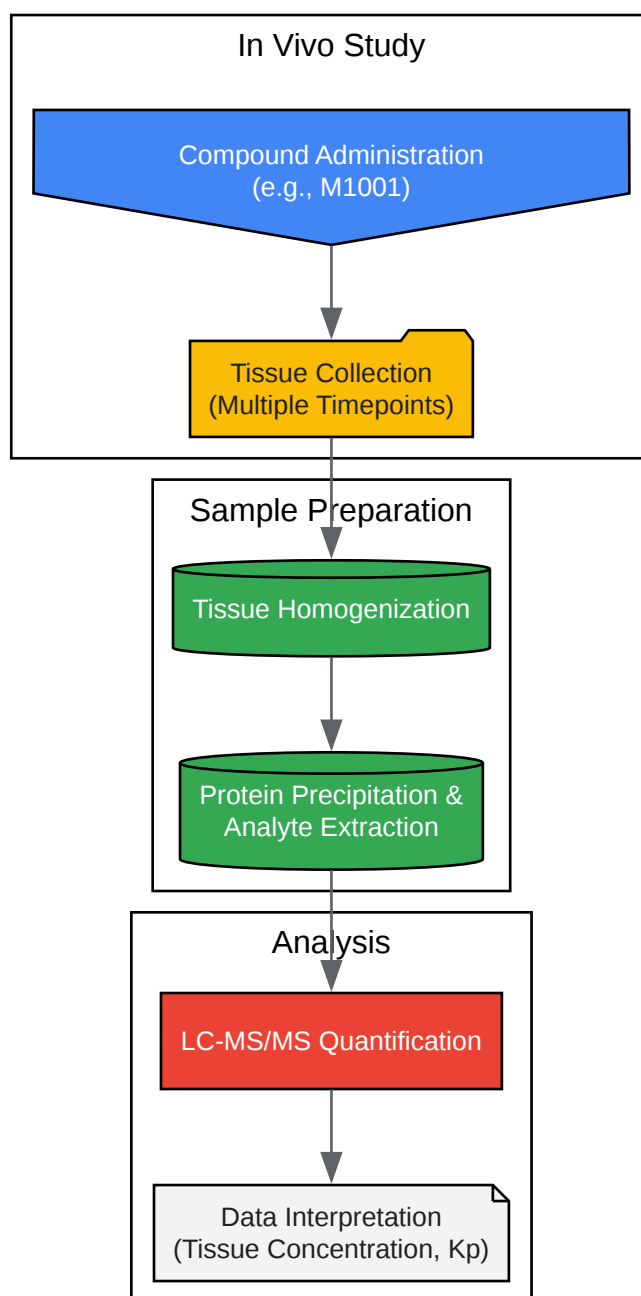 In Vivo Study
Compound Administration
(e.g., M1001)
Tissue Collection
(Multiple Timepoints)
Sample Preparation
Tissue Homogenization
Protein Precipitation &
Analyte Extraction
Analysis
LC-MS/MS Quantification
Data Interpretation
(Tissue Concentration, Kp)